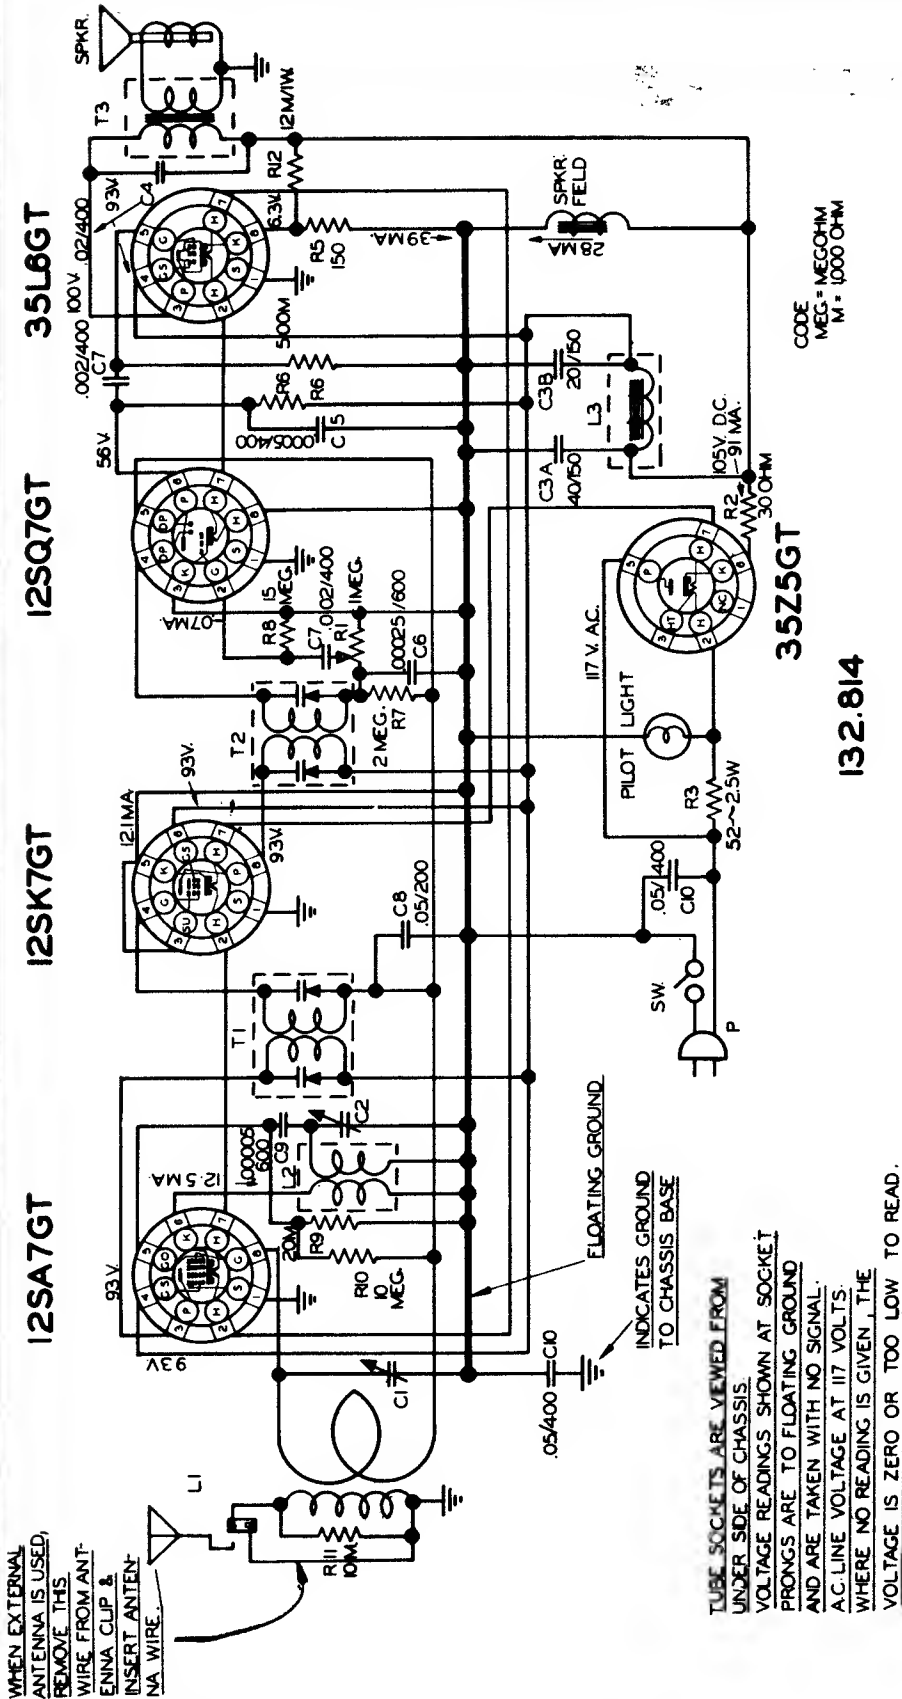 12SA7GT
12SK7GT
12SQ7GT
35L6GT
WHEN EXTERNAL
ANTENNA IS USED,
REMOVE THIS
WIRE FROM ANT-
ENNA CLIP &
INSERT ANTEN-
NA WIRE.
L1
R11
10M.
93V.
93V
12.5 MA.
.00005
600
C9
L2
C2
20M
R9
R10
10
MEG.
C1
.05/400
C10
T1
C8
.05/200
12.1MA.
93V.
93V.
T2
2 MEG.
R7
.07MA.
R8
15
MEG.
C7
.002/400
R1
1MEG.
.00025/600
C6
56V.
.002/400
C7
100V.
.02/400
93V.
C4
T3
SPKR.
.0005/400
C5
R6
R6
500M
6.3V.
R12
12M/1W.
R5
150
39MA.
SPKR.
FIELD
28MA
C3A
40/150
C3B
20/150
L3
105V. D.C.
91 MA.
R2
30 OHM
117 V. A.C.
35Z5GT
PILOT LIGHT
R3
52~2.5W
.05/400
C10
SW.
P
FLOATING GROUND
INDICATES GROUND
TO CHASSIS BASE
CODE
MEG.= MEGOHM
M = 1,000 OHM
132.814
TUBE SOCKETS ARE VIEWED FROM
UNDER SIDE OF CHASSIS.
VOLTAGE READINGS SHOWN AT SOCKET
PRONGS ARE TO FLOATING GROUND
AND ARE TAKEN WITH NO SIGNAL.
A.C. LINE VOLTAGE AT 117 VOLTS.
WHERE NO READING IS GIVEN, THE
VOLTAGE IS ZERO OR TOO LOW TO READ.